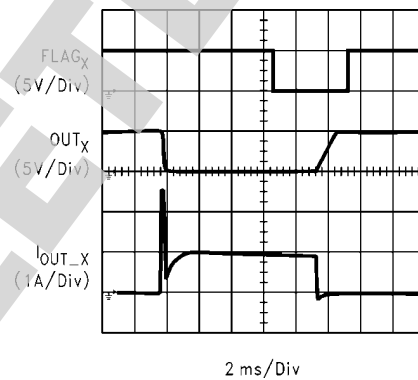 FLAGX
(5V/Div)
OUTX
(5V/Div)
IOUT_X
(1A/Div)
2 ms/Div